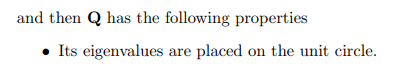 and then Q has the following properties
• Its eigenvalues are placed on the unit circle.